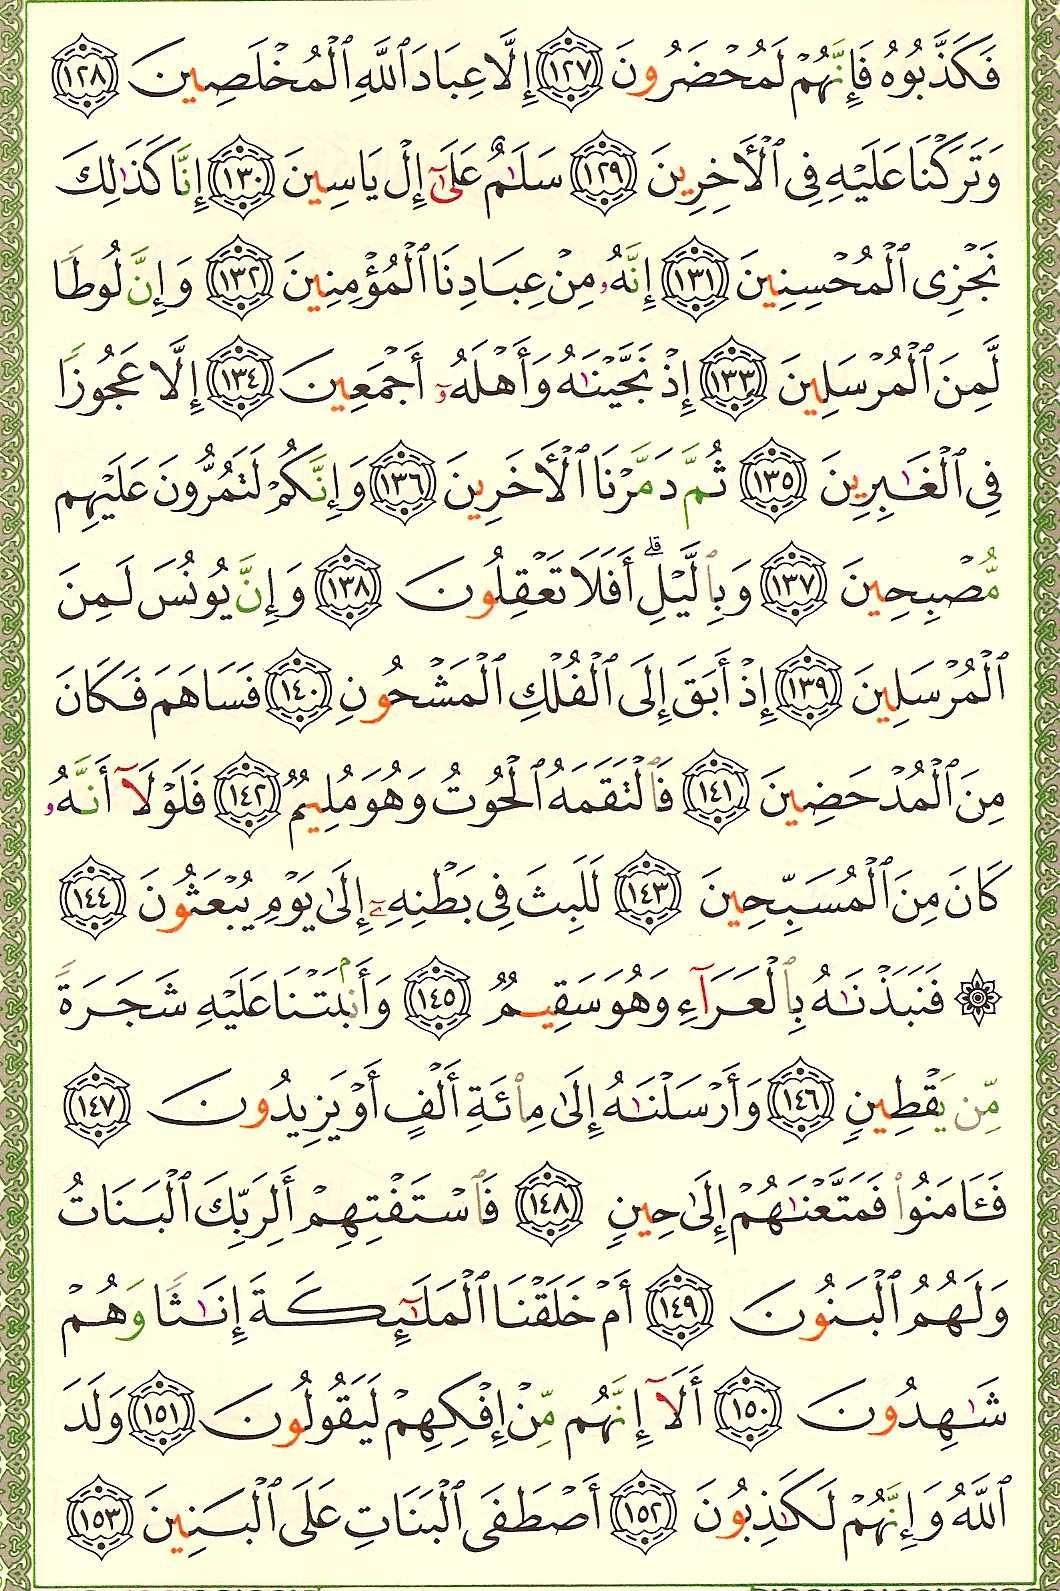 فَكَذَّبُوهُ فَإِنَّهُمْ لَمُحْضَرُونَ ١٢٧ إِلَّا عِبَادَ ٱللَّهِ ٱلْمُخْلَصِينَ ١٢٨
وَتَرَكْنَا عَلَيْهِ فِى ٱلْأَخِرِينَ ١٢٩ سَلَٰمٌ عَلَىٰٓ إِلْ يَاسِينَ ١٣٠ إِنَّا كَذَٰلِكَ
نَجْزِى ٱلْمُحْسِنِينَ ١٣١ إِنَّهُۥ مِنْ عِبَادِنَا ٱلْمُؤْمِنِينَ ١٣٢ وَإِنَّ لُوطًا
لَّمِنَ ٱلْمُرْسَلِينَ ١٣٣ إِذْ نَجَّيْنَٰهُ وَأَهْلَهُۥٓ أَجْمَعِينَ ١٣٤ إِلَّا عَجُوزًا
فِى ٱلْغَٰبِرِينَ ١٣٥ ثُمَّ دَمَّرْنَا ٱلْأَخَرِينَ ١٣٦ وَإِنَّكُمْ لَتَمُرُّونَ عَلَيْهِم
مُّصْبِحِينَ ١٣٧ وَبِٱلَّيْلِ ۗ أَفَلَا تَعْقِلُونَ ١٣٨ وَإِنَّ يُونُسَ لَمِنَ
ٱلْمُرْسَلِينَ ١٣٩ إِذْ أَبَقَ إِلَى ٱلْفُلْكِ ٱلْمَشْحُونِ ١٤٠ فَسَاهَمَ فَكَانَ
مِنَ ٱلْمُدْحَضِينَ ١٤١ فَٱلْتَقَمَهُ ٱلْحُوتُ وَهُوَ مُلِيمٌ ١٤٢ فَلَوْلَآ أَنَّهُۥ
كَانَ مِنَ ٱلْمُسَبِّحِينَ ١٤٣ لَلَبِثَ فِى بَطْنِهِۦٓ إِلَىٰ يَوْمِ يُبْعَثُونَ ١٤٤
۞ فَنَبَذْنَٰهُ بِٱلْعَرَآءِ وَهُوَ سَقِيمٌ ١٤٥ وَأَنۢبَتْنَا عَلَيْهِ شَجَرَةً
مِّن يَقْطِينٍ ١٤٦ وَأَرْسَلْنَٰهُ إِلَىٰ مِا۟ئَةِ أَلْفٍ أَوْ يَزِيدُونَ ١٤٧
فَـَٔامَنُوا۟ فَمَتَّعْنَٰهُمْ إِلَىٰ حِينٍ ١٤٨ فَٱسْتَفْتِهِمْ أَلِرَبِّكَ ٱلْبَنَاتُ
وَلَهُمُ ٱلْبَنُونَ ١٤٩ أَمْ خَلَقْنَا ٱلْمَلَٰٓئِكَةَ إِنَٰثًا وَهُمْ
شَٰهِدُونَ ١٥٠ أَلَآ إِنَّهُم مِّنْ إِفْكِهِمْ لَيَقُولُونَ ١٥١ وَلَدَ
ٱللَّهُ وَإِنَّهُمْ لَكَٰذِبُونَ ١٥٢ أَصْطَفَى ٱلْبَنَاتِ عَلَى ٱلْبَنِينَ ١٥٣